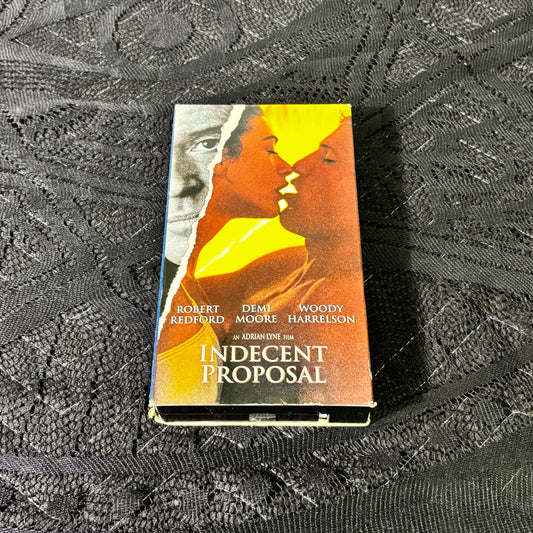 ROBERT REDFORD DEMI MOORE WOODY HARRELSON
AN ADRIAN LYNE FILM
INDECENT
PROPOSAL